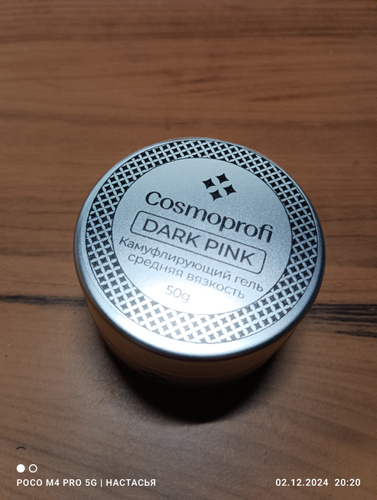 Cosmoprofi
DARK PINK
Камуфлирующий гель
средняя вязкость
50g
POCO M4 PRO 5G | НАСТАСЬЯ
02.12.2024 20:20